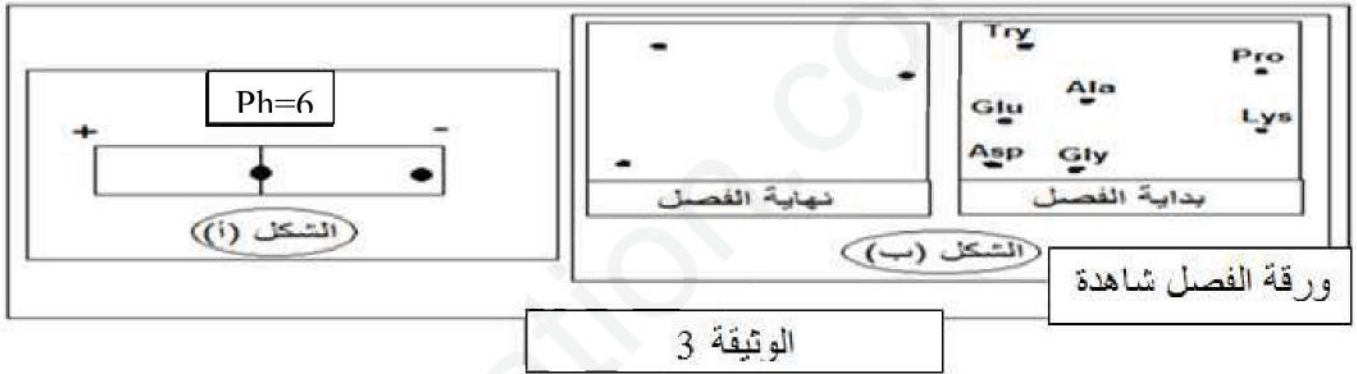 Try
Pro
Ala
Glu
Lys
Asp
Gly
بداية الفصل
نهاية الفصل
الشكل (ب)
ورقة الفصل شاهدة
Ph=6
+
-
الشكل (أ)
الوثيقة 3